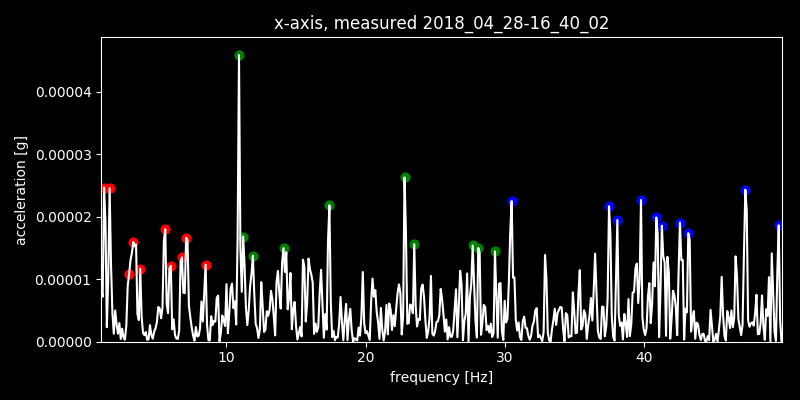 x-axis, measured 2018_04_28-16_40_02
acceleration [g]
0.00004
0.00003
0.00002
0.00001
0.00000
10 20 30 40
frequency [Hz]